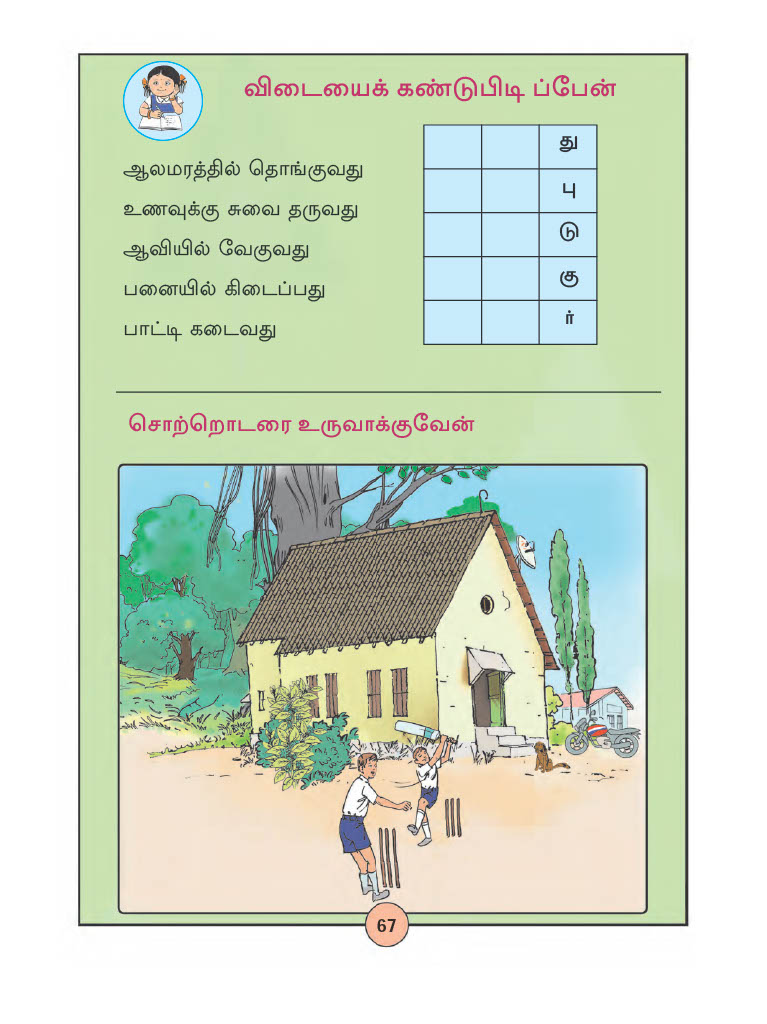 விடையைக் கண்டுபிடி ப்பேன்
ஆலமரத்தில் தொங்குவது
உணவுக்கு சுவை தருவது
ஆவியில் வேகுவது
பனையில் கிடைப்பது
பாட்டி கடைவது
து
பு
டு
கு
ர்
சொற்றொடரை உருவாக்குவேன்
67